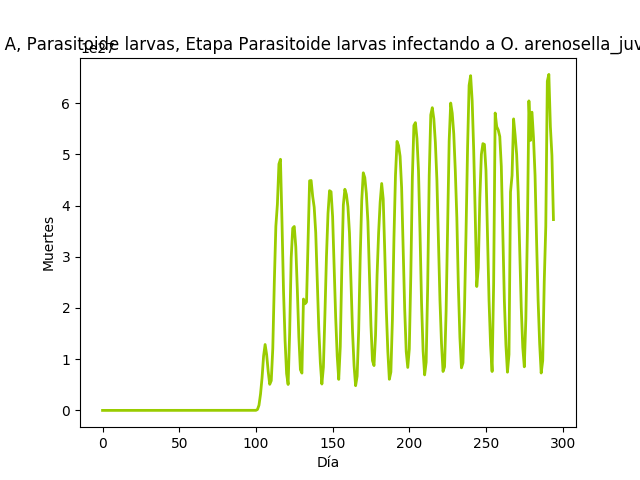 A, Parasitoide larvas, Etapa Parasitoide larvas infectando a O. arenosella_juv
1e27
6
5
4
3
2
1
0
Muertes
0 50 100 150 200 250 300
Día